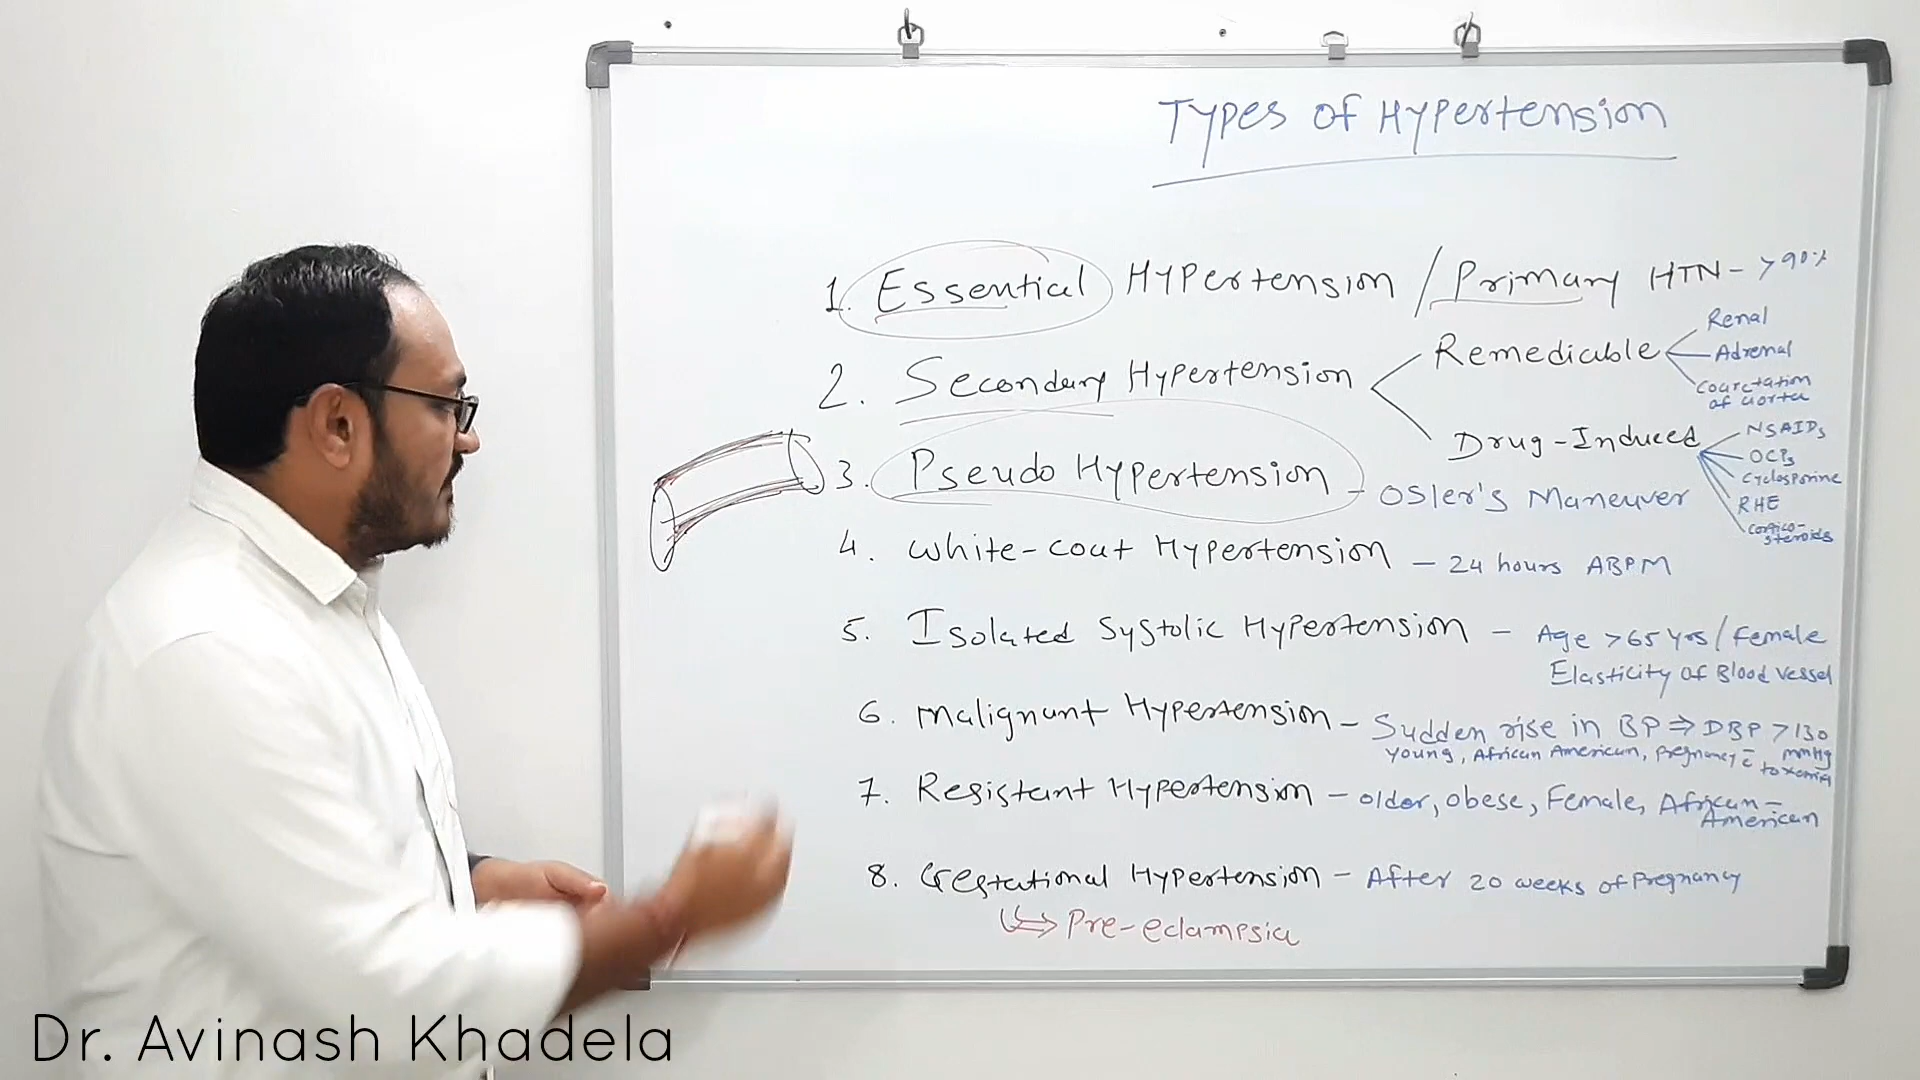 Types of Hypertension
1. Essential Hypertension / Primary HTN - >90%
2. Secondary Hypertension
Remediable
Renal
Adrenal
Coarctation
of aorta
Drug-Induced
NSAIDs
OCPs
Cyclosporine
RHE
Cortico-
steroids
3. Pseudo Hypertension - Osler's Maneuver
4. White-coat Hypertension - 24 hours ABPM
5. Isolated Systolic Hypertension - Age >65 yrs / Female
Elasticity of Blood Vessel
6. Malignant Hypertension - Sudden rise in BP ⇒ DBP >130
mmHg
young, African American, Pregnancy c̄
toxemia
7. Resistant Hypertension - older, obese, Female, African-
American
8. Gestational Hypertension - After 20 weeks of Pregnancy
↳ Pre-eclampsia
Dr. Avinash Khadela